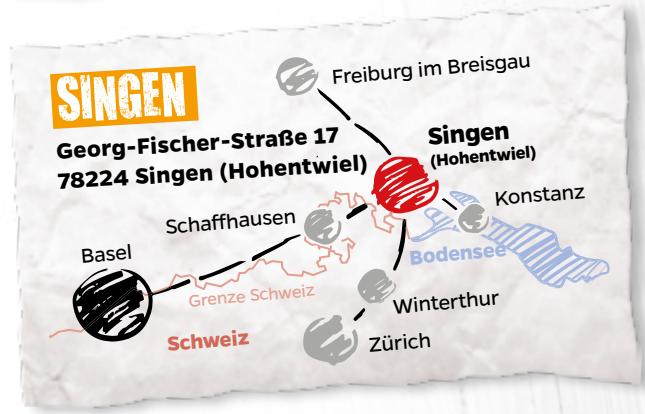 SINGEN
Georg-Fischer-Straße 17
78224 Singen (Hohentwiel)
Freiburg im Breisgau
Singen
(Hohentwiel)
Konstanz
Schaffhausen
Basel
Bodensee
Grenze Schweiz
Winterthur
Schweiz
Zürich